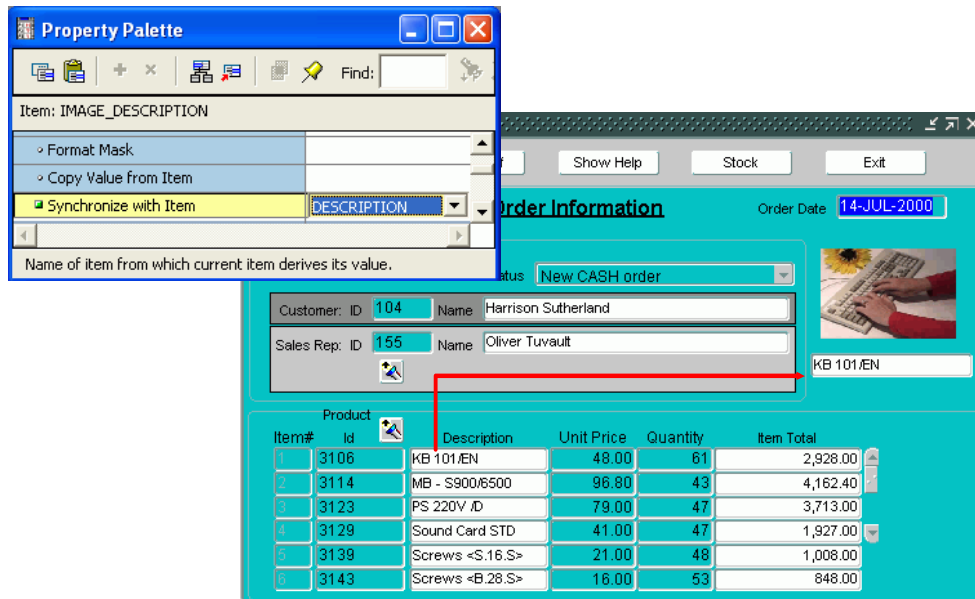 Property Palette
Find:
Item: IMAGE_DESCRIPTION
Format Mask
Copy Value from Item
Synchronize with Item DESCRIPTION
Name of item from which current item derives its value.
Show Help Stock Exit
Order Information Order Date 14-JUL-2000
New CASH order
Customer: ID 104 Name Harrison Sutherland
Sales Rep: ID 155 Name Oliver Tuvault
KB 101/EN
Product
Item# Id Description Unit Price Quantity Item Total
1 3106 KB 101/EN 48.00 61 2,928.00
2 3114 MB - S900/6500 96.80 43 4,162.40
3 3123 PS 220V /D 79.00 47 3,713.00
4 3129 Sound Card STD 41.00 47 1,927.00
5 3139 Screws <S.16.S> 21.00 48 1,008.00
6 3143 Screws <B.28.S> 16.00 53 848.00